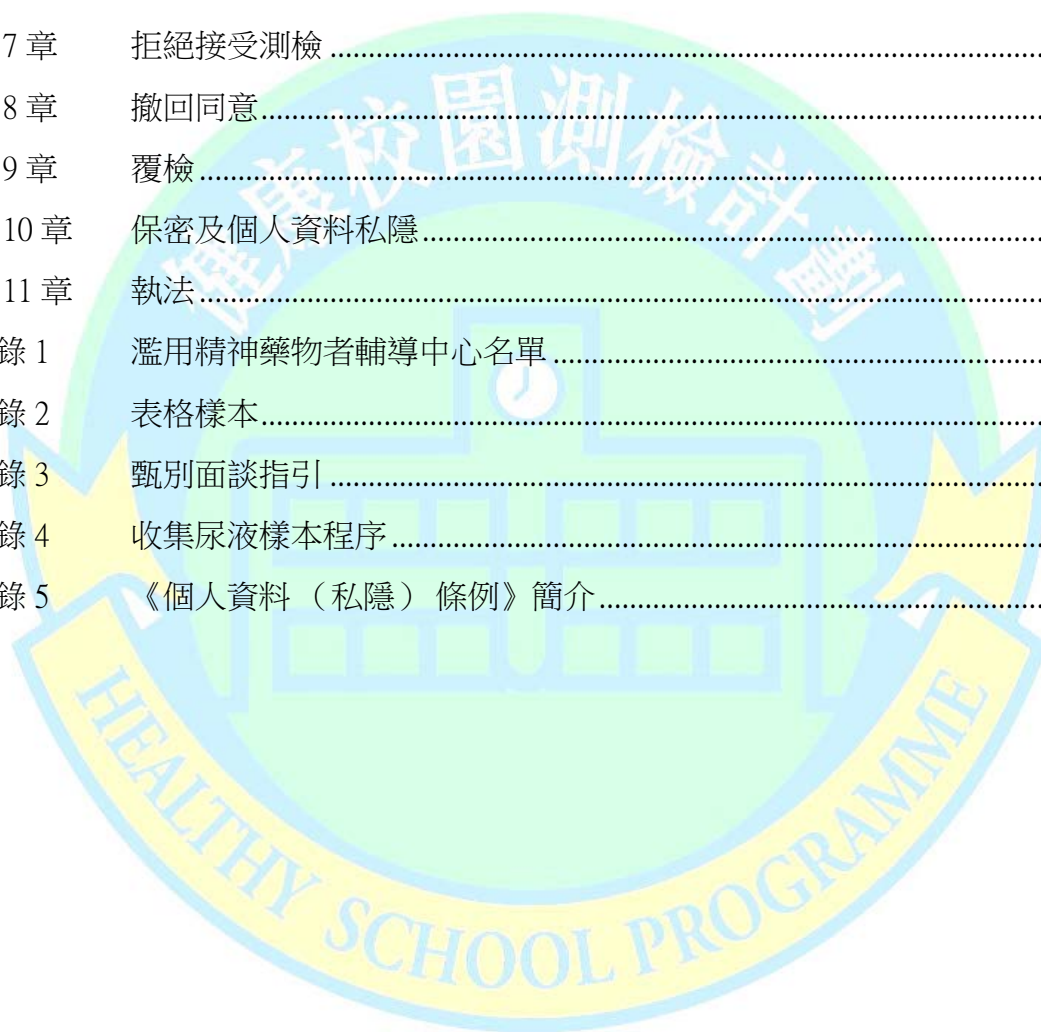 7 章 拒絕接受測檢
8 章 撤回同意
9 章 覆檢
10 章 保密及個人資料私隱
11 章 執法
錄 1 濫用精神藥物者輔導中心名單
錄 2 表格樣本
錄 3 甄別面談指引
錄 4 收集尿液樣本程序
錄 5 《個人資料 （私隱） 條例》簡介
健康校園測檢計劃
HEALTHY SCHOOL PROGRAMME